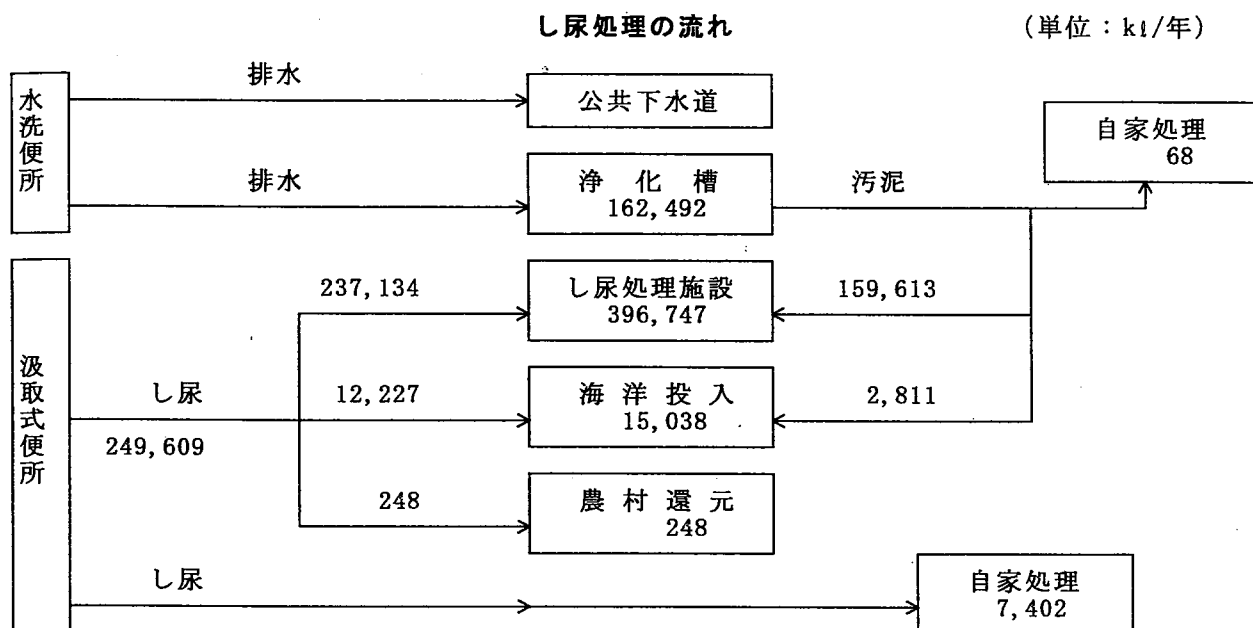 し尿処理の流れ
(単位：kℓ/年)
水洗便所
排水
公共下水道
自家処理
68
排水
浄化槽
162,492
汚泥
汲取式便所
237,134
し尿処理施設
396,747
159,613
し尿
249,609
12,227
海洋投入
15,038
2,811
248
農村還元
248
し尿
自家処理
7,402